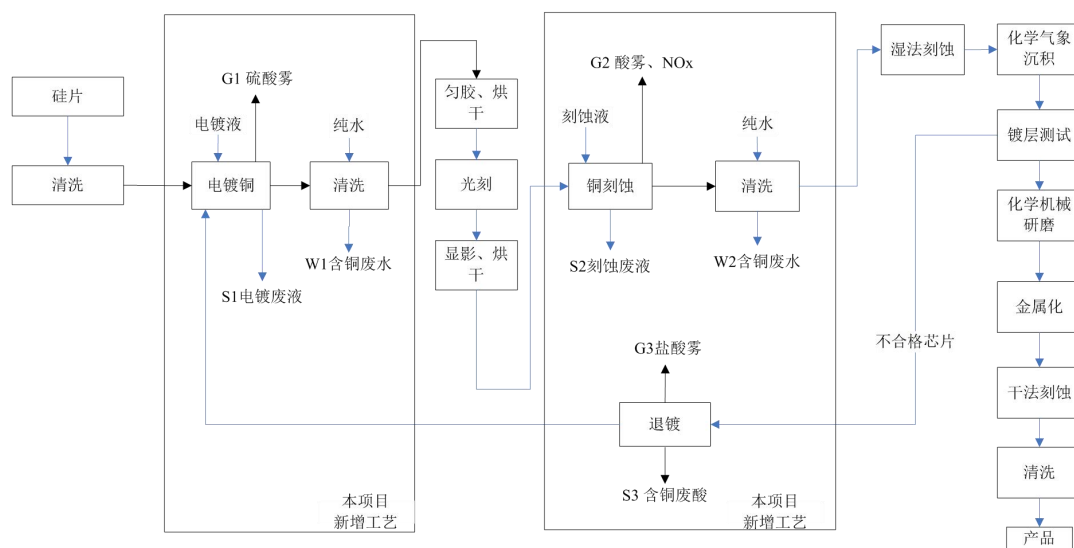 硅片
清洗
G1 硫酸雾
电镀液
纯水
电镀铜
清洗
W1含铜废水
S1电镀废液
本项目
新增工艺
匀胶、烘
干
光刻
显影、烘
干
G2 酸雾、NOx
刻蚀液
纯水
铜刻蚀
清洗
S2刻蚀废液
W2含铜废水
G3盐酸雾
退镀
S3 含铜废酸
本项目
新增工艺
湿法刻蚀
化学气象
沉积
镀层测试
不合格芯片
化学机械
研磨
金属化
干法刻蚀
清洗
产品